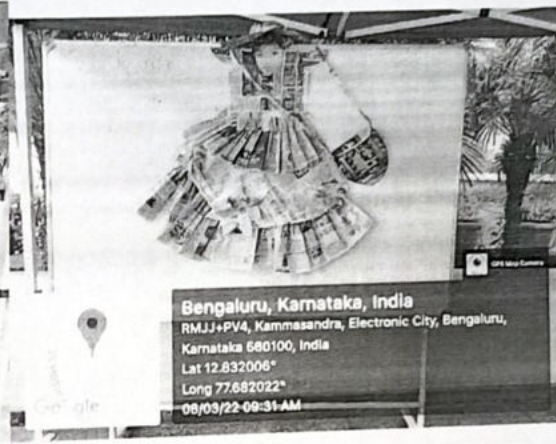 GPS Map Camera
Bengaluru, Karnataka, India
RMJJ+PV4, Kammasandra, Electronic City, Bengaluru,
Karnataka 560100, India
Lat 12.832006°
Long 77.682022°
08/03/22 09:31 AM
Google